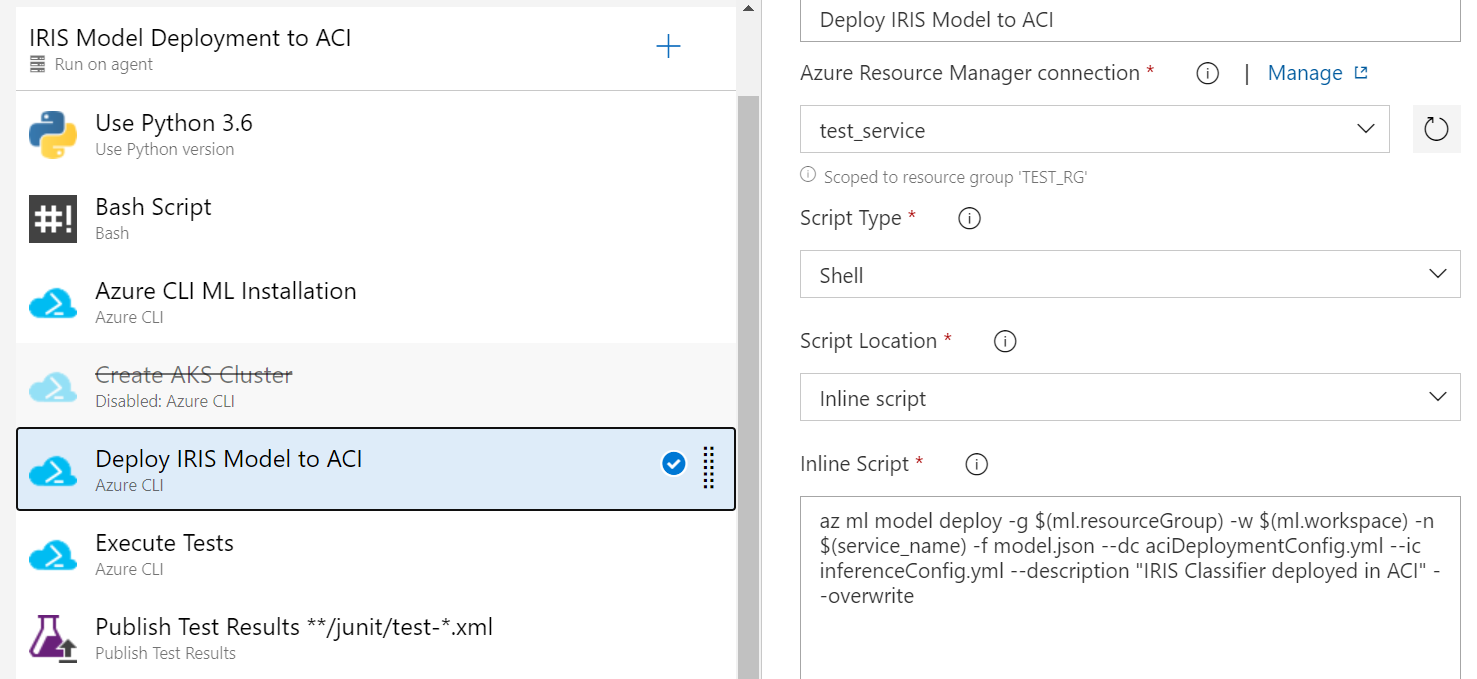 IRIS Model Deployment to ACI
Run on agent
Use Python 3.6
Use Python version
#!
Bash Script
Bash
Azure CLI ML Installation
Azure CLI
Create AKS Cluster
Disabled: Azure CLI
Deploy IRIS Model to ACI
Azure CLI
Execute Tests
Azure CLI
Publish Test Results **/junit/test-*.xml
Publish Test Results
Deploy IRIS Model to ACI
Azure Resource Manager connection * | Manage
test_service
Scoped to resource group 'TEST_RG'
Script Type *
Shell
Script Location *
Inline script
Inline Script *
az ml model deploy -g $(ml.resourceGroup) -w $(ml.workspace) -n
$(service_name) -f model.json --dc aciDeploymentConfig.yml --ic
inferenceConfig.yml --description "IRIS Classifier deployed in ACI" -
-overwrite